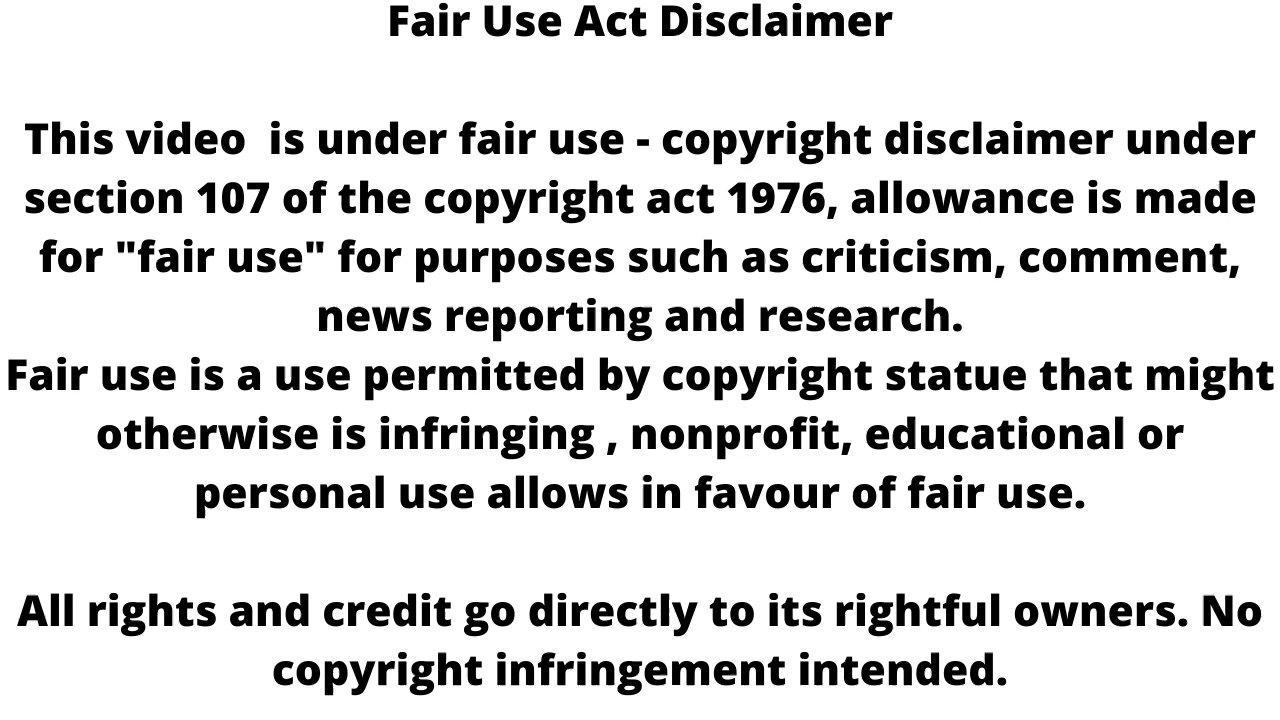 Fair Use Act Disclaimer
This video  is under fair use - copyright disclaimer under
section 107 of the copyright act 1976, allowance is made
for "fair use" for purposes such as criticism, comment,
news reporting and research.
Fair use is a use permitted by copyright statue that might
otherwise is infringing , nonprofit, educational or
personal use allows in favour of fair use.
All rights and credit go directly to its rightful owners. No
copyright infringement intended.